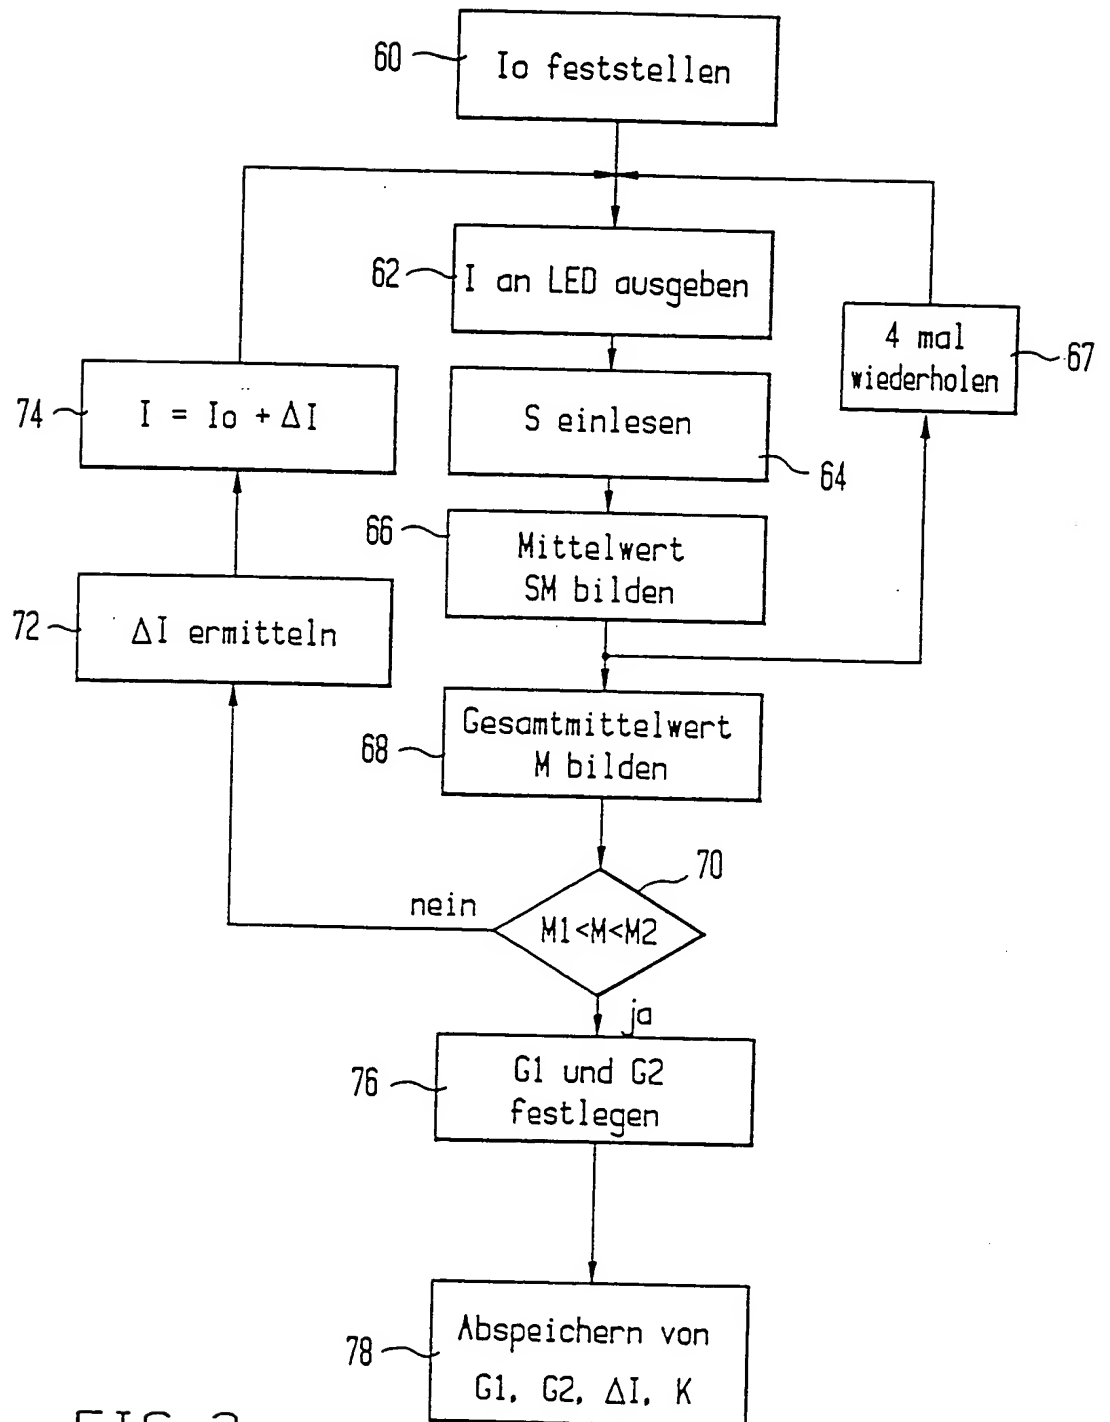 60
Io feststellen
62
I an LED ausgeben
4 mal
wiederholen
67
74
I = Io + ΔI
S einlesen
64
66
Mittelwert
SM bilden
72
ΔI ermitteln
68
Gesamtmittelwert
M bilden
70
nein
M1<M<M2
ja
76
G1 und G2
festlegen
78
Abspeichern von
G1, G2, ΔI, K